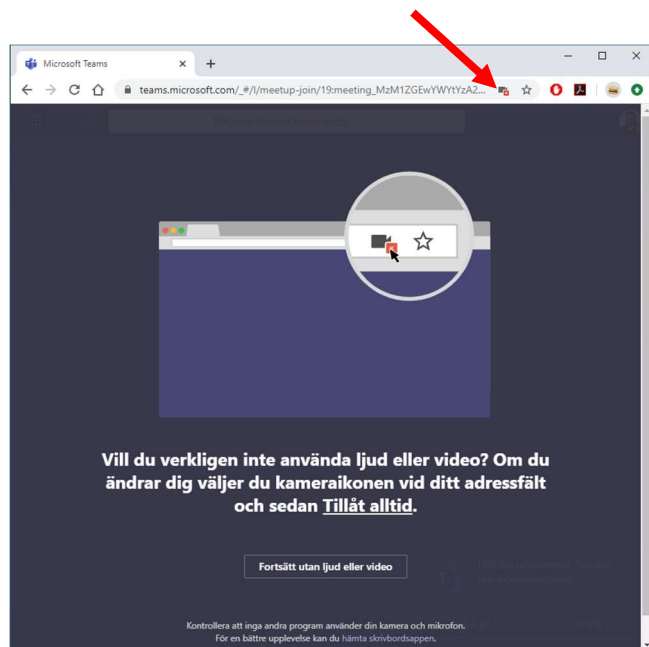 Microsoft Teams
teams.microsoft.com/_#/l/meetup-join/19:meeting_MzM1ZGEwYWYtYzA2...
Vill du verkligen inte använda ljud eller video? Om du
ändrar dig väljer du kameraikonen vid ditt adressfält
och sedan Tillåt alltid.
Fortsätt utan ljud eller video
Kontrollera att inga andra program använder din kamera och mikrofon.
För en bättre upplevelse kan du hämta skrivbordsappen.